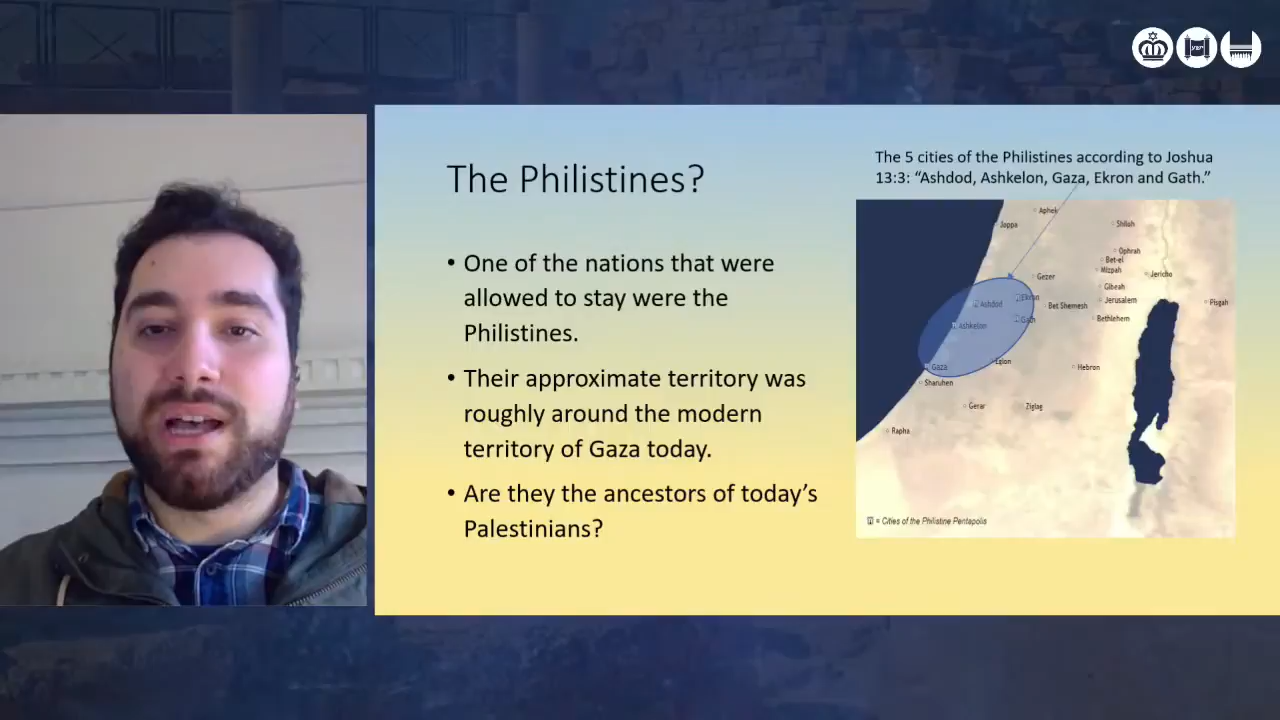 The Philistines?
• One of the nations that were
allowed to stay were the
Philistines.
• Their approximate territory was
roughly around the modern
territory of Gaza today.
• Are they the ancestors of today’s
Palestinians?
The 5 cities of the Philistines according to Joshua
13:3: “Ashdod, Ashkelon, Gaza, Ekron and Gath.”
Aphek
Joppa
Shiloh
Ophrah
Bet-el
Mizpah
Jericho
Gezer
Gibeah
Ashdod
Ekron
Bet Shemesh
Jerusalem
Pisgah
Gath
Bethlehem
Ashkelon
Gaza
Hebron
Sharuhen
Gerar
Ziglag
Rapha
= Cities of the Philistine Pentapolis